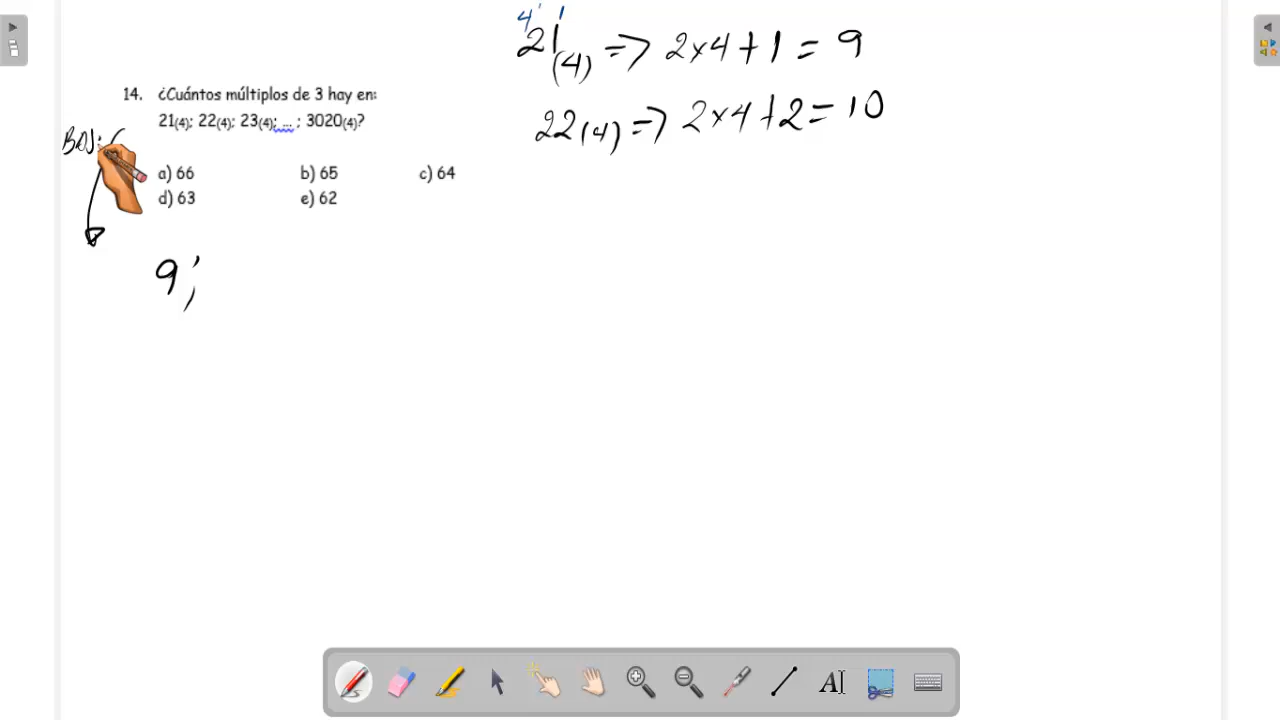 21(4) => 2x4+1 = 9
4' '
14. ¿Cuántos múltiplos de 3 hay en:
21(4); 22(4); 23(4); ... ; 3020(4)?
22(4) => 2x4+2=10
a) 66 b) 65 c) 64
d) 63 e) 62
9;